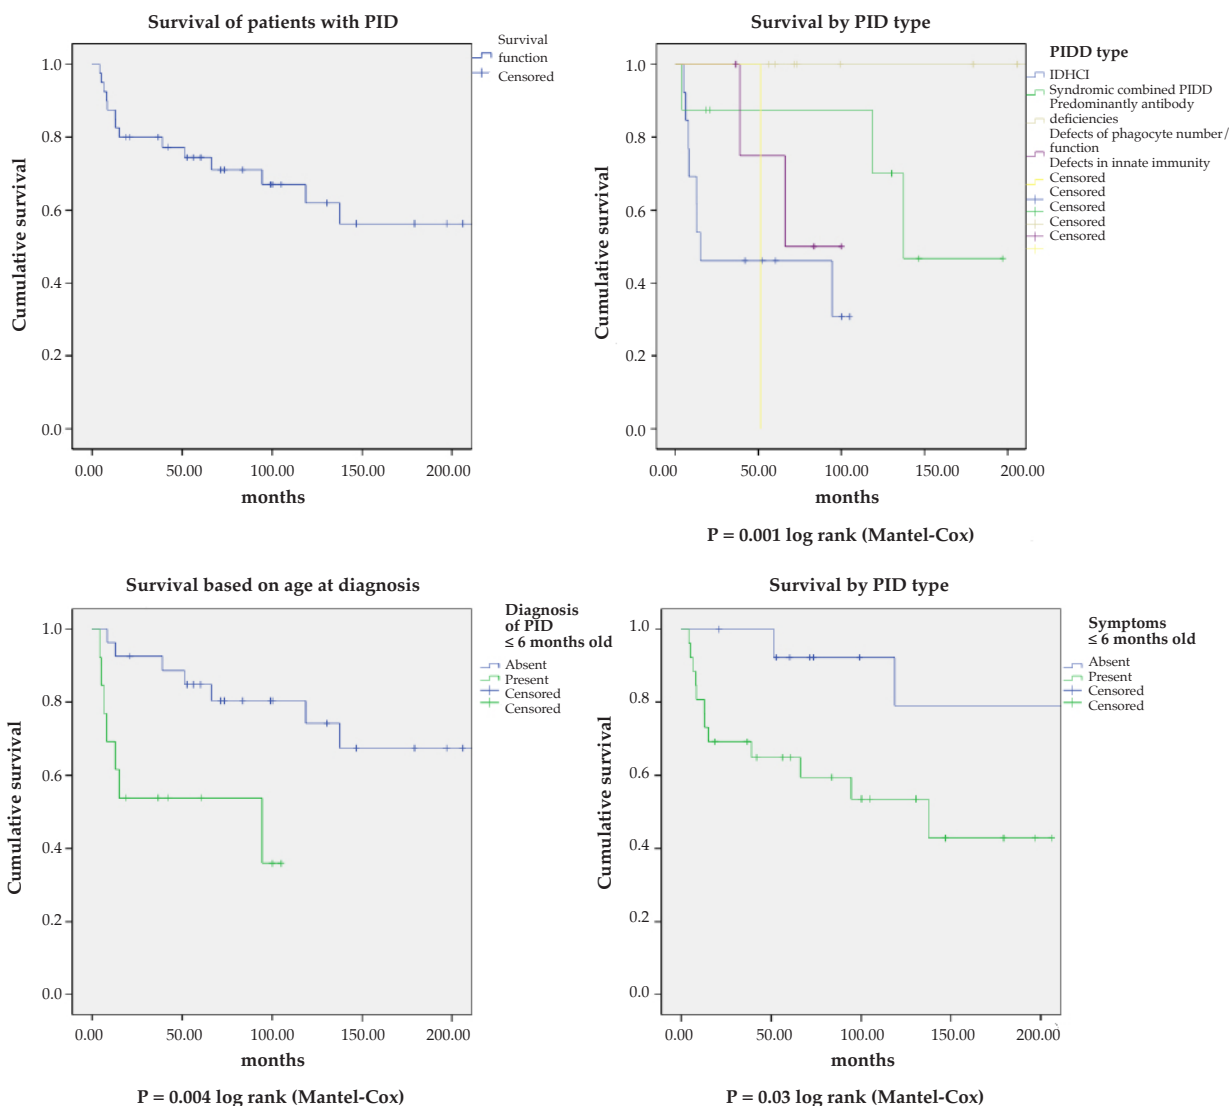 Survival of patients with PID
Survival
function
Censored
1.0
0.8
0.6
0.4
0.2
0.0
Cumulative survival
0.00 50.00 100.00 150.00 200.00
months
Survival by PID type
PIDD type
IDHCI
Syndromic combined PIDD
Predominantly antibody
deficiencies
Defects of phagocyte number/
function
Defects in innate immunity
Censored
Censored
Censored
Censored
Censored
1.0
0.8
0.6
0.4
0.2
0.0
Cumulative survival
0.00 50.00 100.00 150.00 200.00
months
P = 0.001 log rank (Mantel-Cox)
Survival based on age at diagnosis
Diagnosis
of PID
≤ 6 months old
Absent
Present
Censored
Censored
1.0
0.8
0.6
0.4
0.2
0.0
Cumulative survival
0.00 50.00 100.00 150.00 200.00
months
P = 0.004 log rank (Mantel-Cox)
Survival by PID type
Symptoms
≤ 6 months old
Absent
Present
Censored
Censored
1.0
0.8
0.6
0.4
0.2
0.0
Cumulative survival
0.00 50.00 100.00 150.00 200.00
months
P = 0.03 log rank (Mantel-Cox)